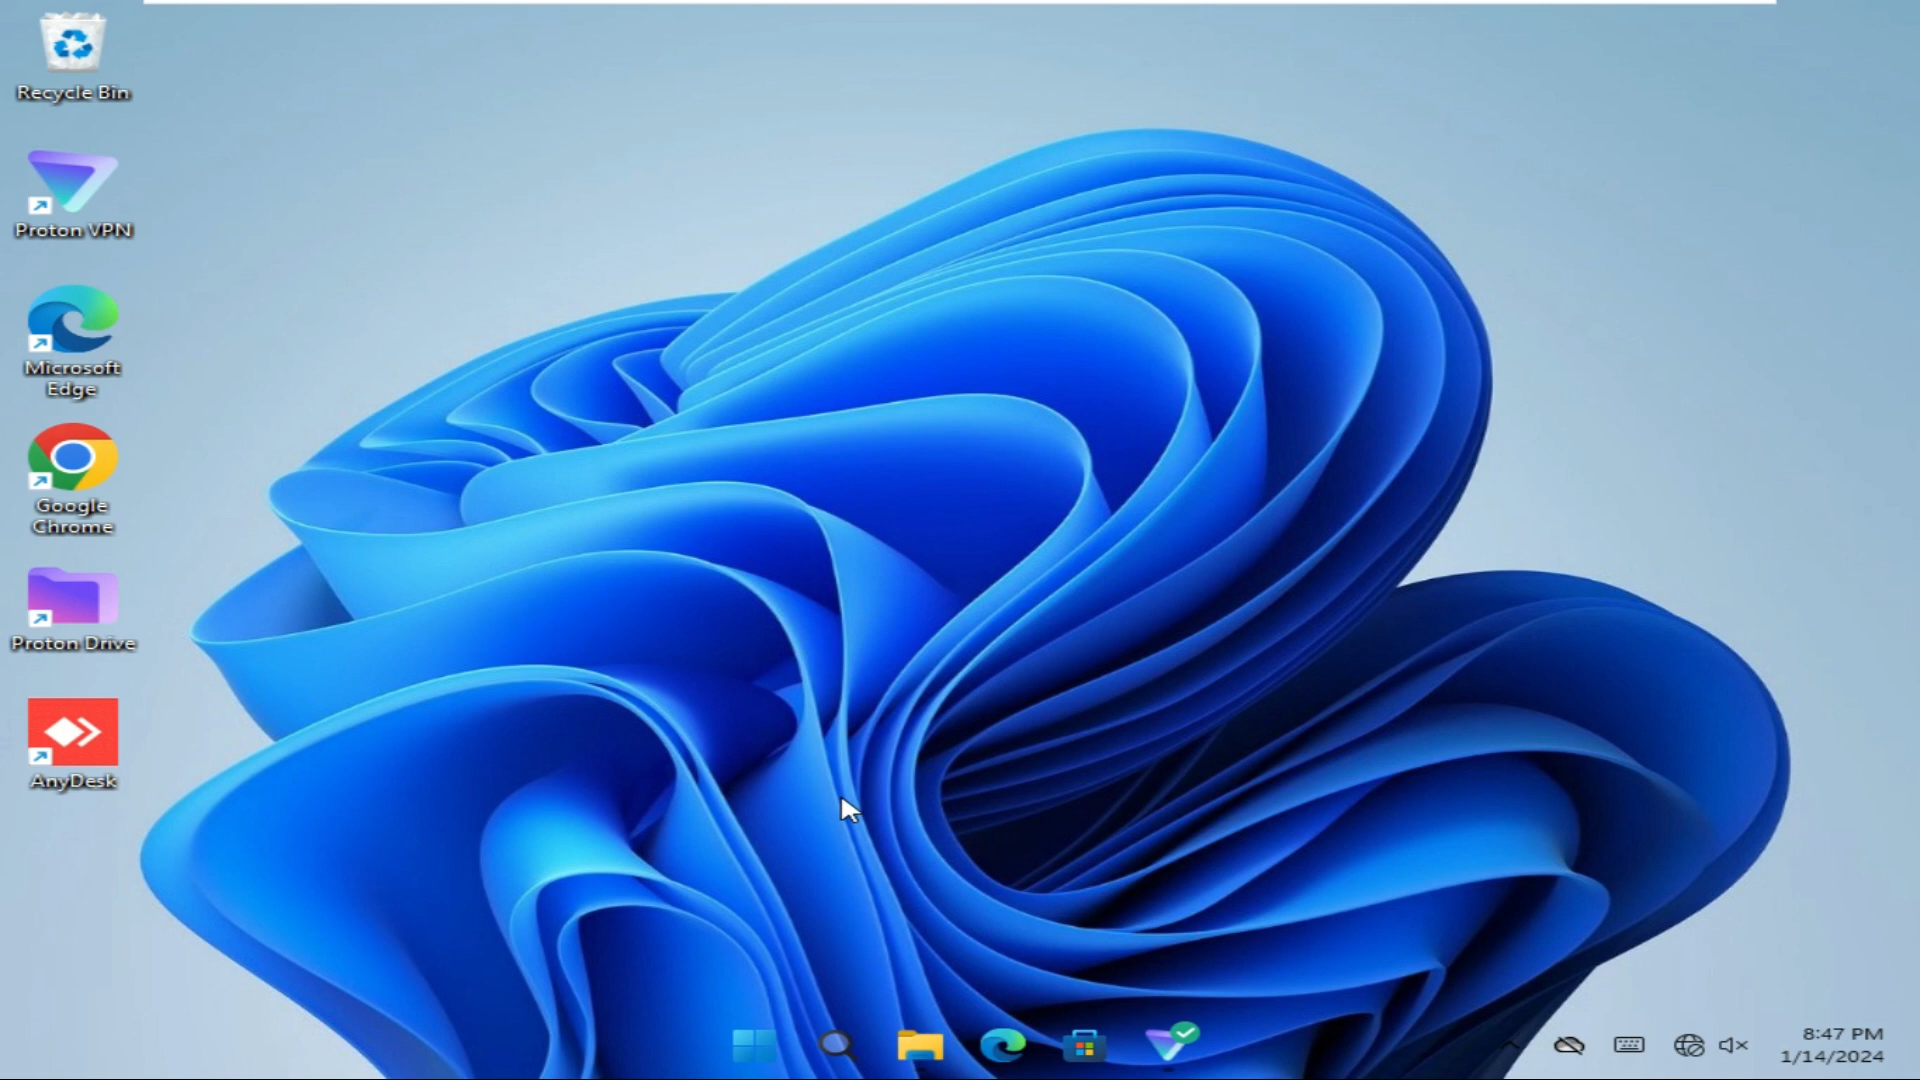 Recycle Bin
Proton VPN
Microsoft
Edge
Google
Chrome
Proton Drive
AnyDesk
8:47 PM
1/14/2024